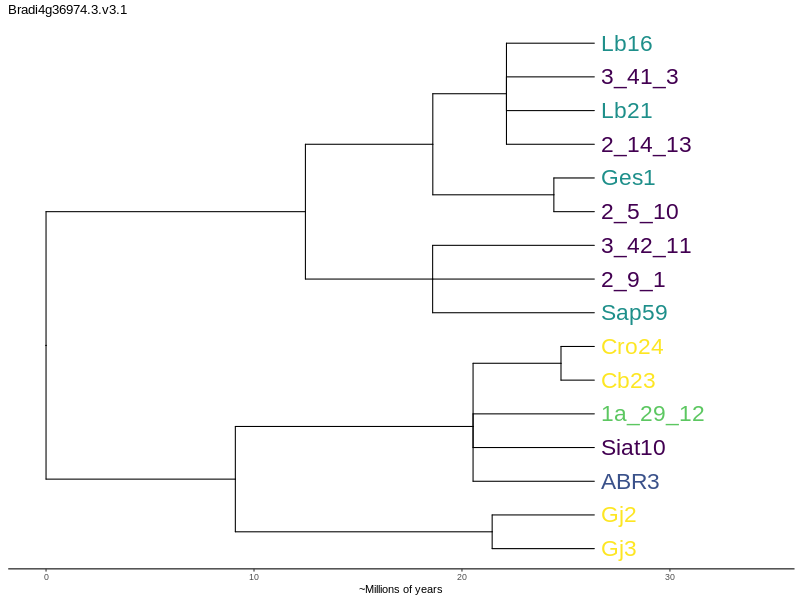 Bradi4g36974.3.v3.1
Lb16
3_41_3
Lb21
2_14_13
Ges1
2_5_10
3_42_11
2_9_1
Sap59
Cro24
Cb23
1a_29_12
Siat10
ABR3
Gj2
Gj3
0 10 20 30
~Millions of years